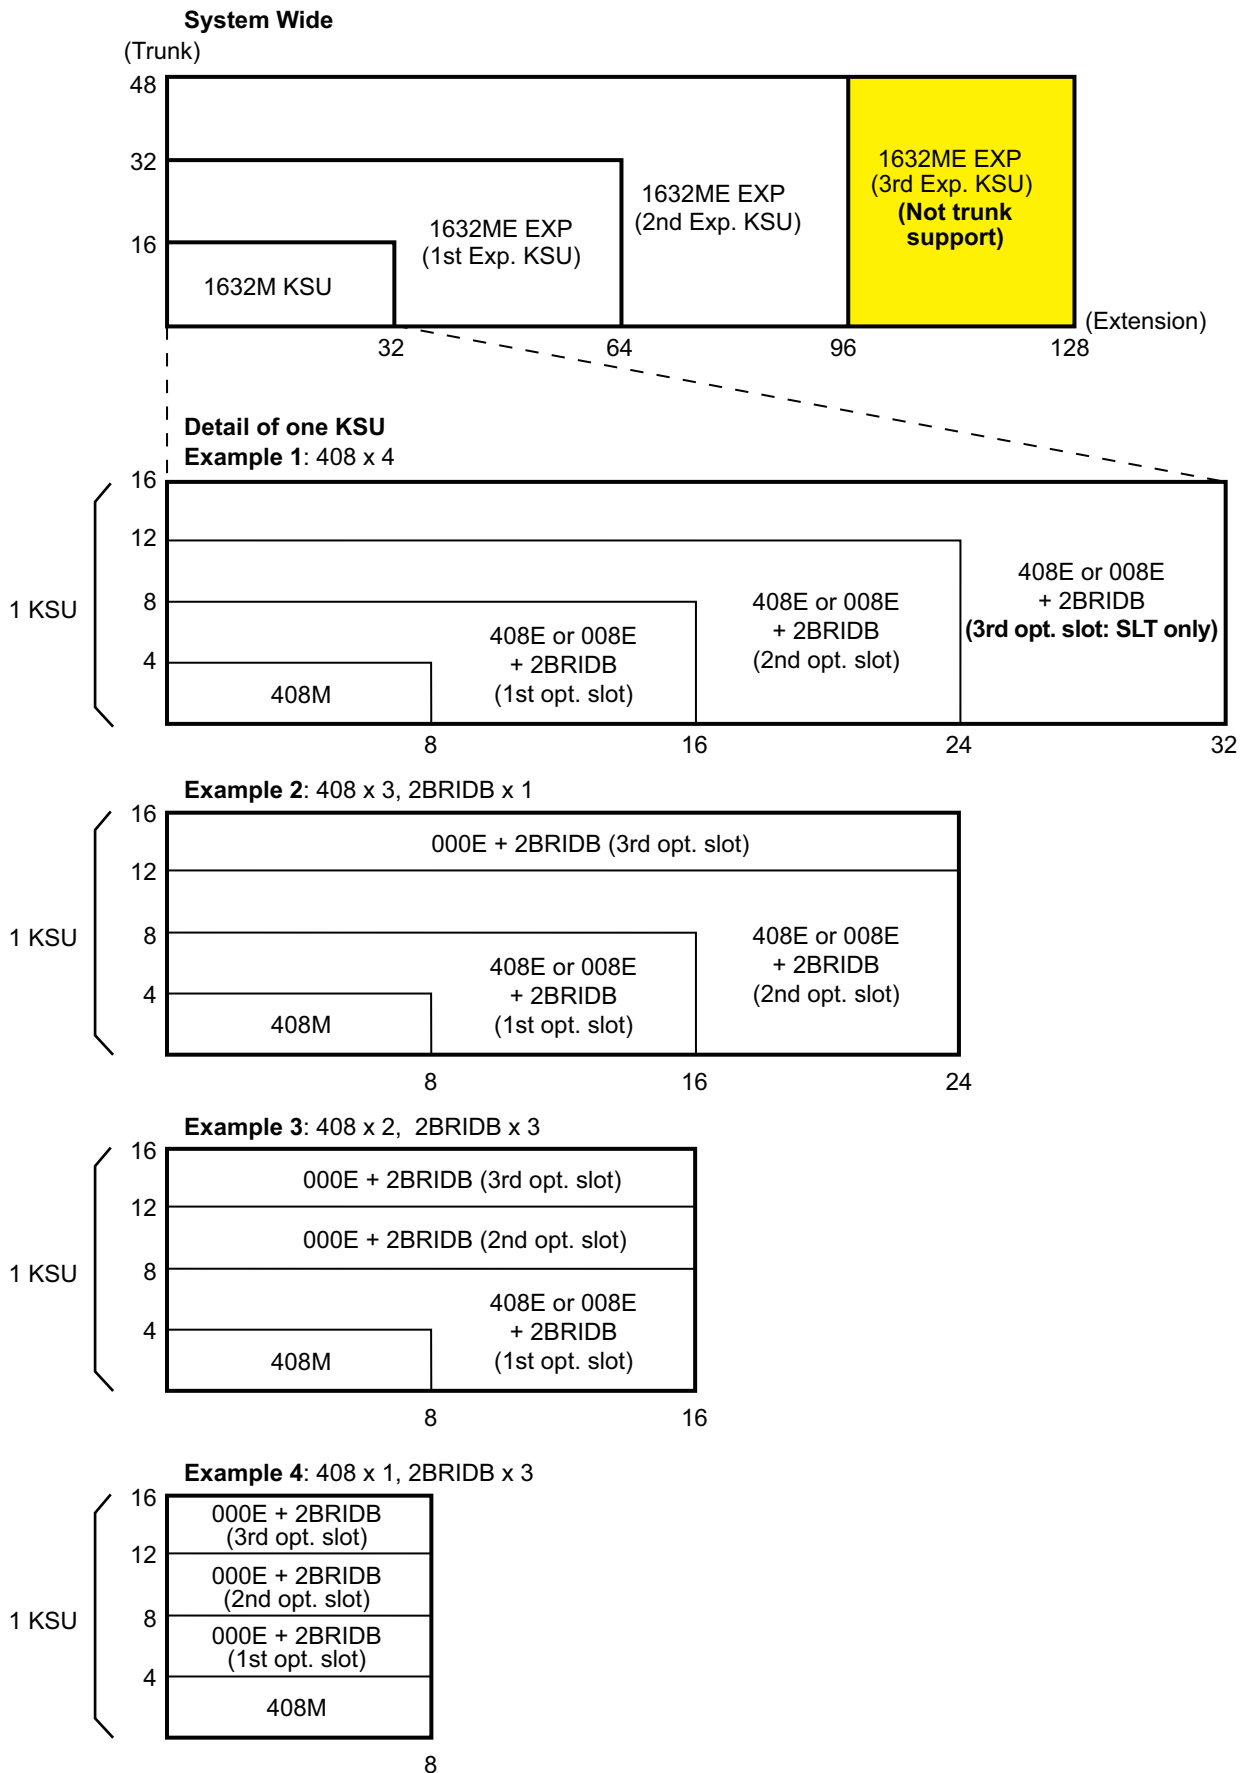 System Wide
(Trunk)
48
32
16
1632M KSU
1632ME EXP
(1st Exp. KSU)
1632ME EXP
(2nd Exp. KSU)
1632ME EXP
(3rd Exp. KSU)
(Not trunk
support)
(Extension)
32
64
96
128
Detail of one KSU
Example 1: 408 x 4
1 KSU
16
12
8
4
408M
408E or 008E
+ 2BRIDB
(1st opt. slot)
408E or 008E
+ 2BRIDB
(2nd opt. slot)
408E or 008E
+ 2BRIDB
(3rd opt. slot: SLT only)
8
16
24
32
Example 2: 408 x 3, 2BRIDB x 1
1 KSU
16
12
8
4
000E + 2BRIDB (3rd opt. slot)
408M
408E or 008E
+ 2BRIDB
(1st opt. slot)
408E or 008E
+ 2BRIDB
(2nd opt. slot)
8
16
24
Example 3: 408 x 2, 2BRIDB x 3
1 KSU
16
12
8
4
000E + 2BRIDB (3rd opt. slot)
000E + 2BRIDB (2nd opt. slot)
408M
408E or 008E
+ 2BRIDB
(1st opt. slot)
8
16
Example 4: 408 x 1, 2BRIDB x 3
1 KSU
16
12
8
4
000E + 2BRIDB
(3rd opt. slot)
000E + 2BRIDB
(2nd opt. slot)
000E + 2BRIDB
(1st opt. slot)
408M
8